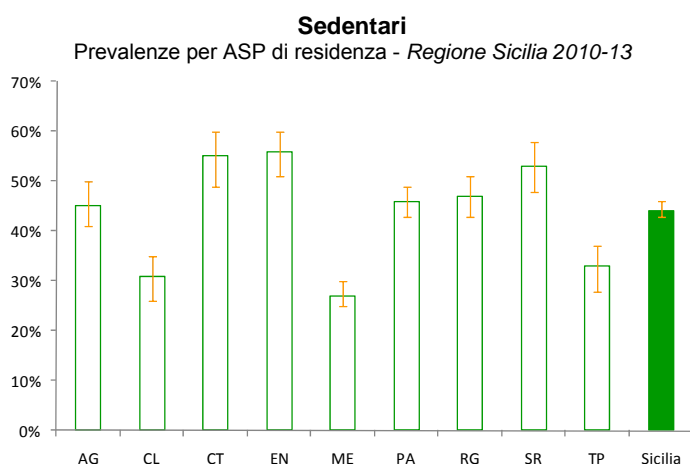 Sedentari
Prevalenze per ASP di residenza - Regione Sicilia 2010-13
70%
60%
50%
40%
30%
20%
10%
0%
AG CL CT EN ME PA RG SR TP Sicilia